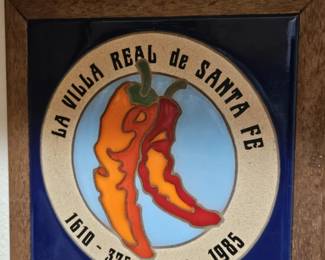 LA VILLA REAL de SANTA FE
1610 - 375 - 1985